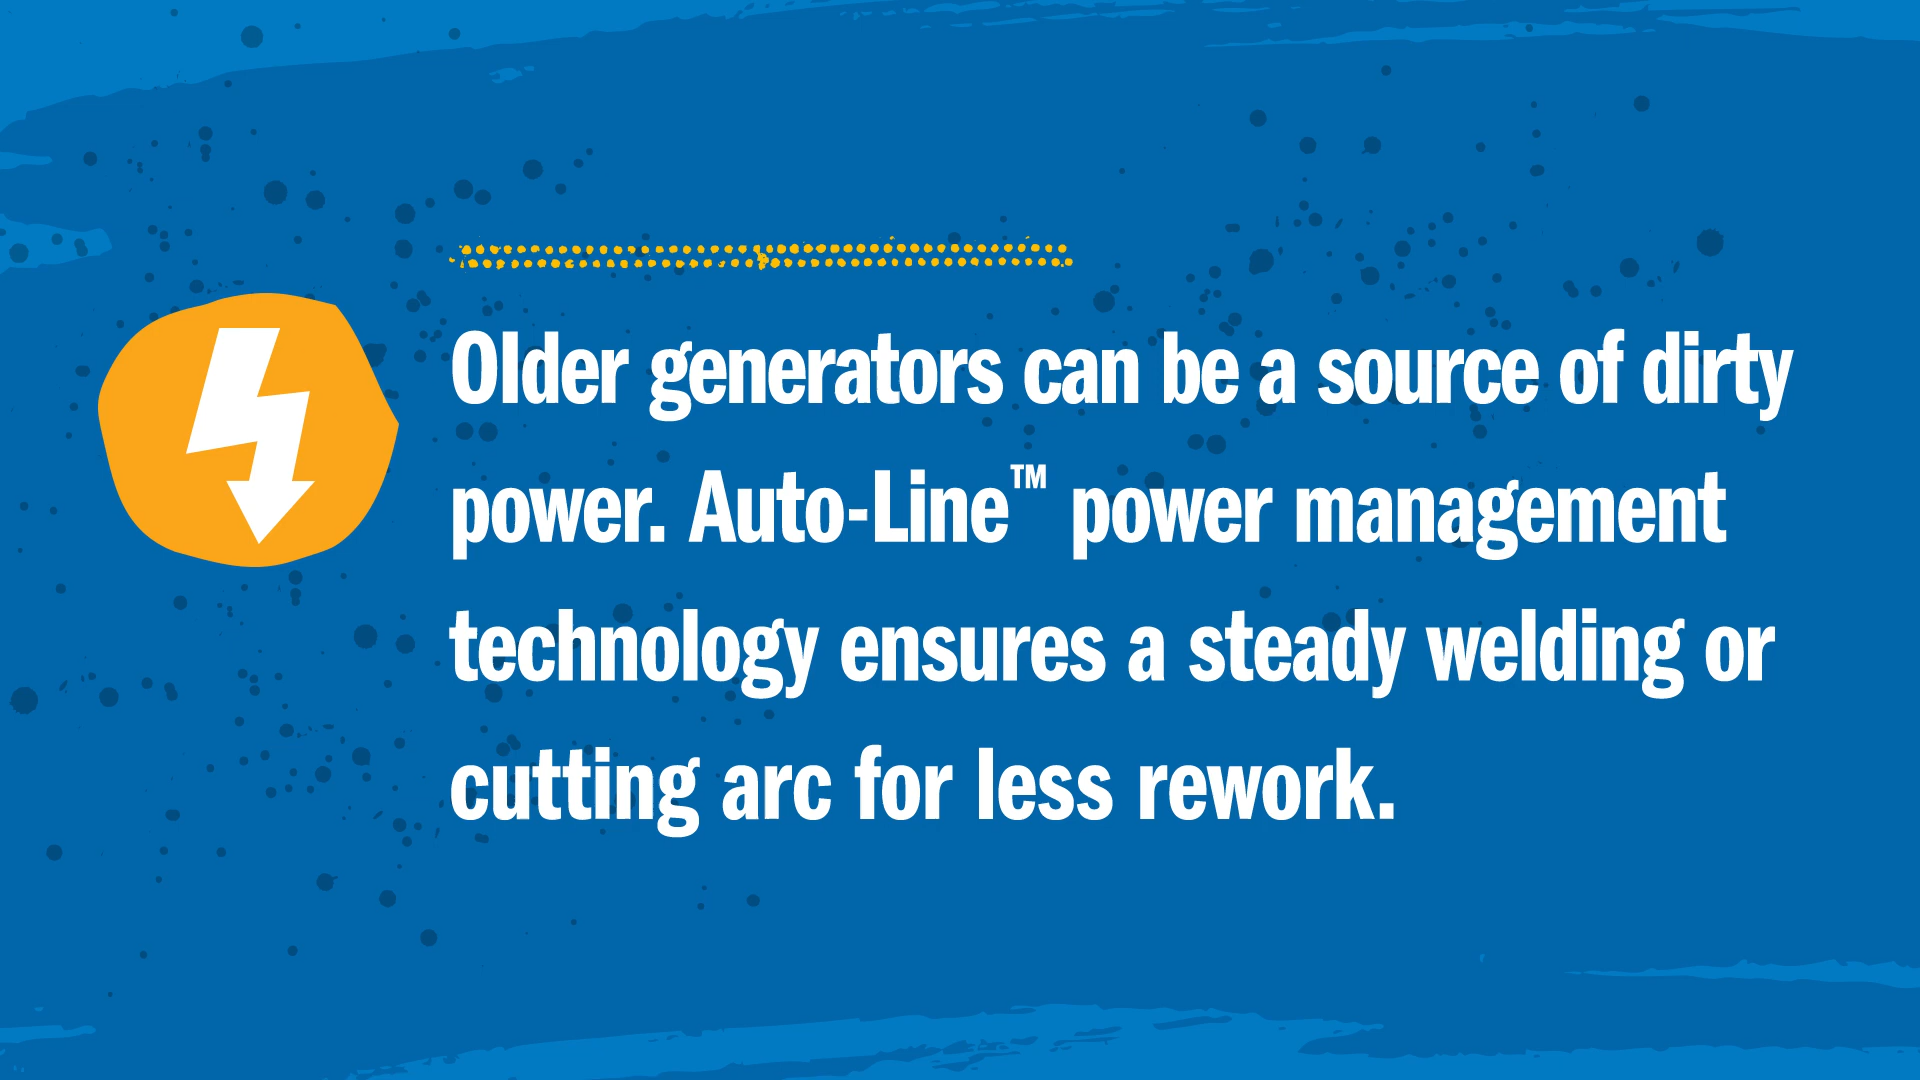 Older generators can be a source of dirty
power. Auto-Line™ power management
technology ensures a steady welding or
cutting arc for less rework.